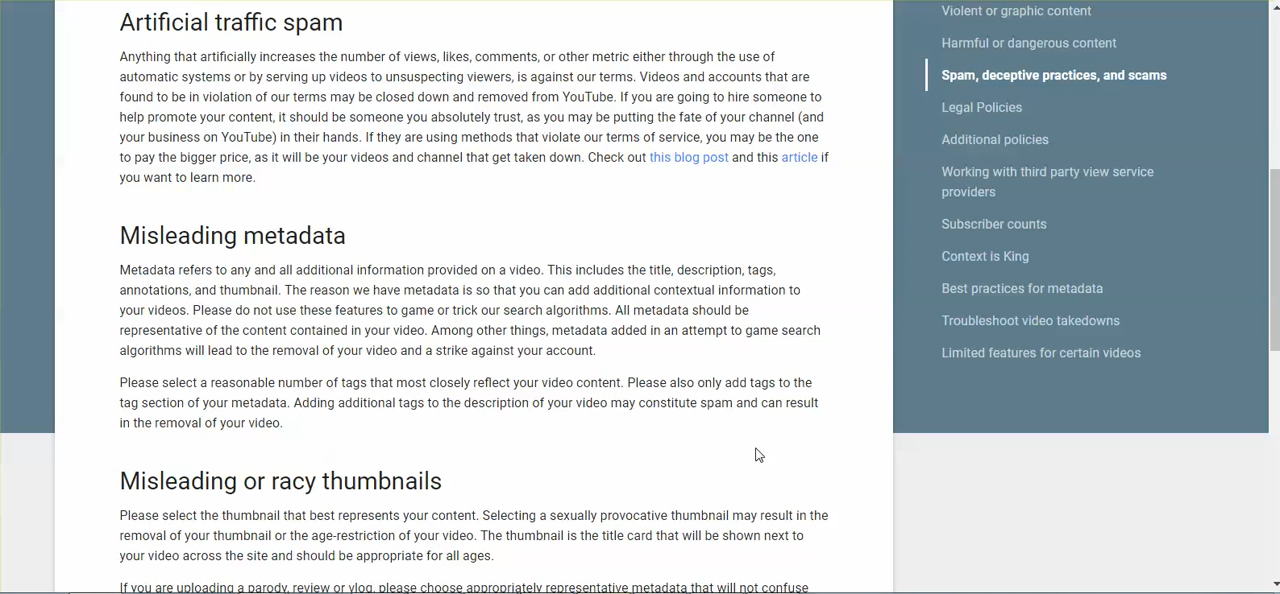 Artificial traffic spam
Anything that artificially increases the number of views, likes, comments, or other metric either through the use of
automatic systems or by serving up videos to unsuspecting viewers, is against our terms. Videos and accounts that are
found to be in violation of our terms may be closed down and removed from YouTube. If you are going to hire someone to
help promote your content, it should be someone you absolutely trust, as you may be putting the fate of your channel (and
your business on YouTube) in their hands. If they are using methods that violate our terms of service, you may be the one
to pay the bigger price, as it will be your videos and channel that get taken down. Check out this blog post and this article if
you want to learn more.
Misleading metadata
Metadata refers to any and all additional information provided on a video. This includes the title, description, tags,
annotations, and thumbnail. The reason we have metadata is so that you can add additional contextual information to
your videos. Please do not use these features to game or trick our search algorithms. All metadata should be
representative of the content contained in your video. Among other things, metadata added in an attempt to game search
algorithms will lead to the removal of your video and a strike against your account.
Please select a reasonable number of tags that most closely reflect your video content. Please also only add tags to the
tag section of your metadata. Adding additional tags to the description of your video may constitute spam and can result
in the removal of your video.
Misleading or racy thumbnails
Please select the thumbnail that best represents your content. Selecting a sexually provocative thumbnail may result in the
removal of your thumbnail or the age-restriction of your video. The thumbnail is the title card that will be shown next to
your video across the site and should be appropriate for all ages.
If you are uploading a parody, review or vlog, please choose appropriately representative metadata that will not confuse
Violent or graphic content
Harmful or dangerous content
Spam, deceptive practices, and scams
Legal Policies
Additional policies
Working with third party view service
providers
Subscriber counts
Context is King
Best practices for metadata
Troubleshoot video takedowns
Limited features for certain videos